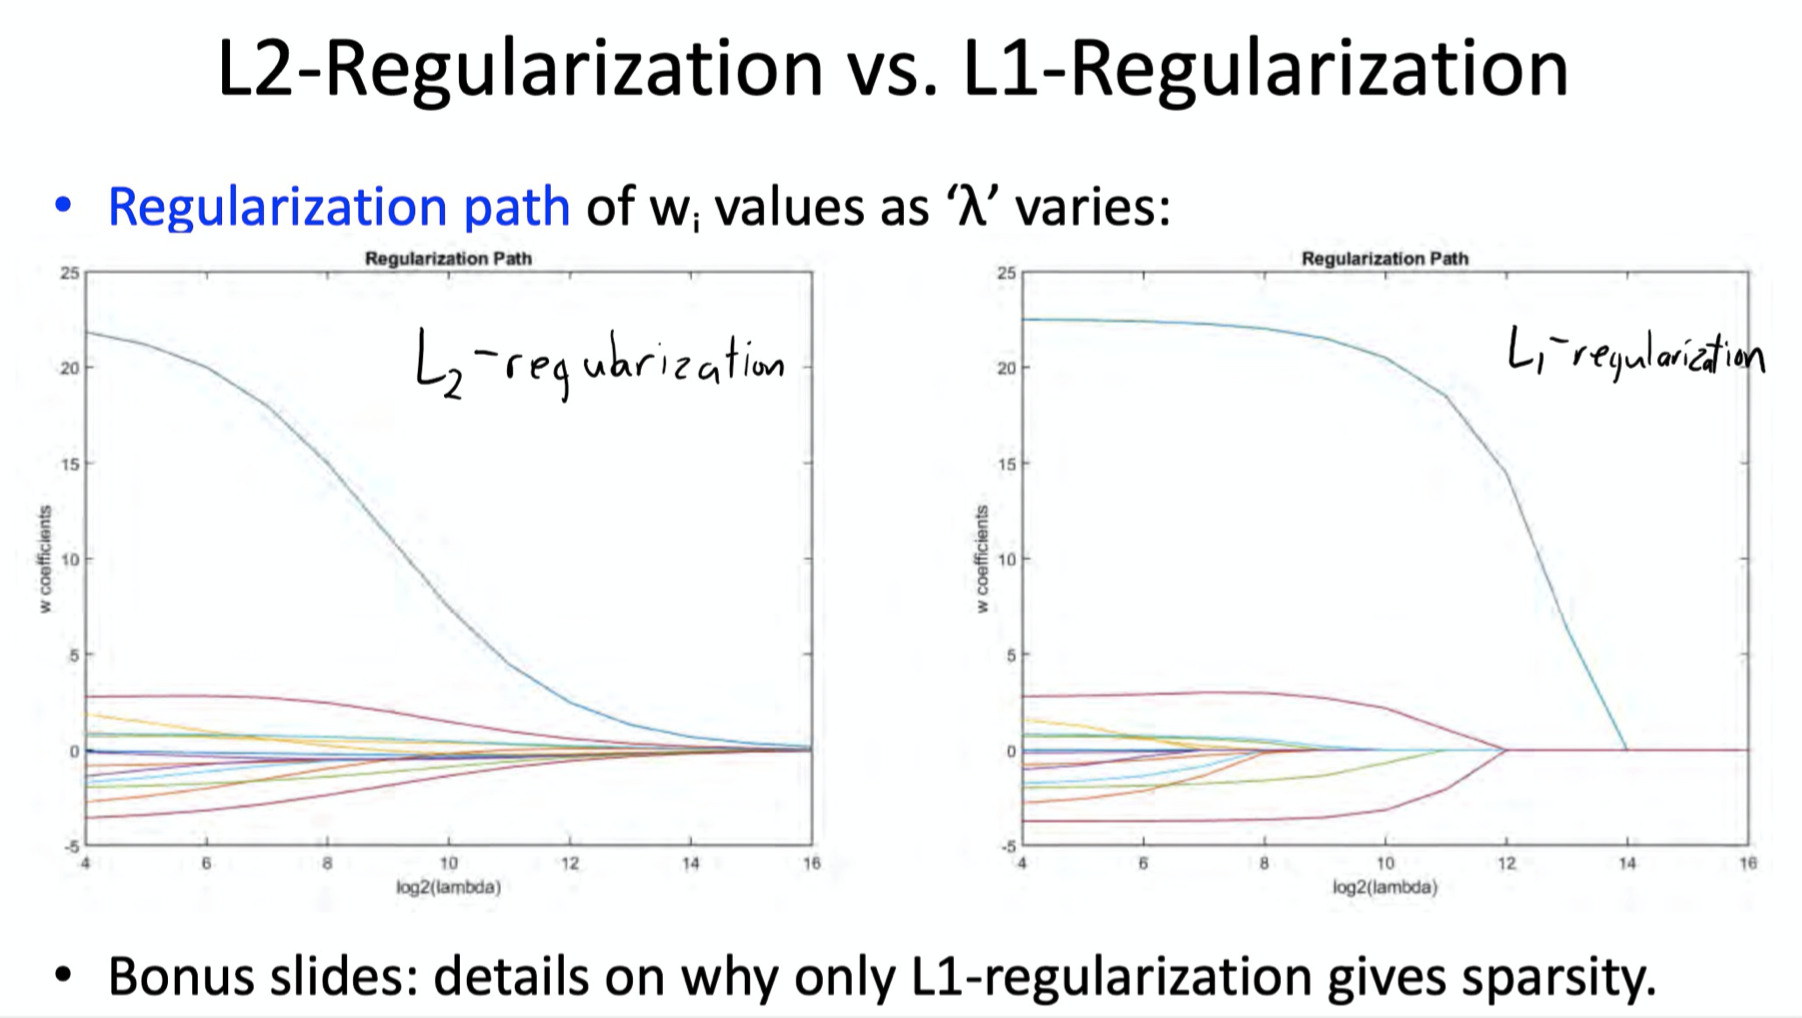 L2-Regularization vs. L1-Regularization
• Regularization path of wi values as ‘λ’ varies:
Regularization Path
25
20
15
10
5
0
-5
w coefficients
L2-regularization
4 6 8 10 12 14 16
log2(lambda)
Regularization Path
25
20
15
10
5
0
-5
w coefficients
L1-regularization
4 6 8 10 12 14 16
log2(lambda)
• Bonus slides: details on why only L1-regularization gives sparsity.